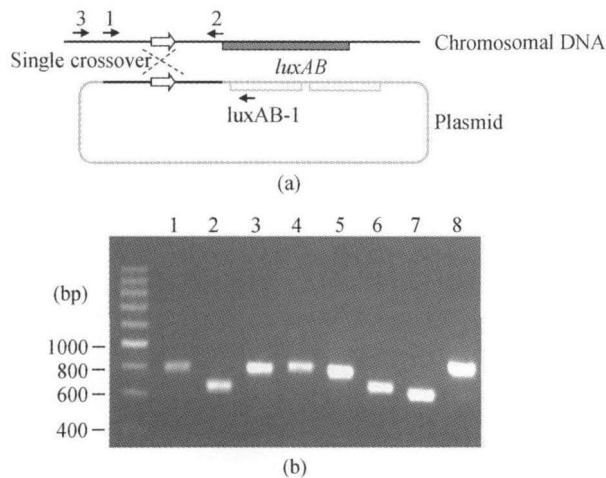 3 1 2
Chromosomal DNA
Single crossover
luxAB
luxAB-1
Plasmid
(a)
1 2 3 4 5 6 7 8
(bp)
1000
800
600
400
(b)